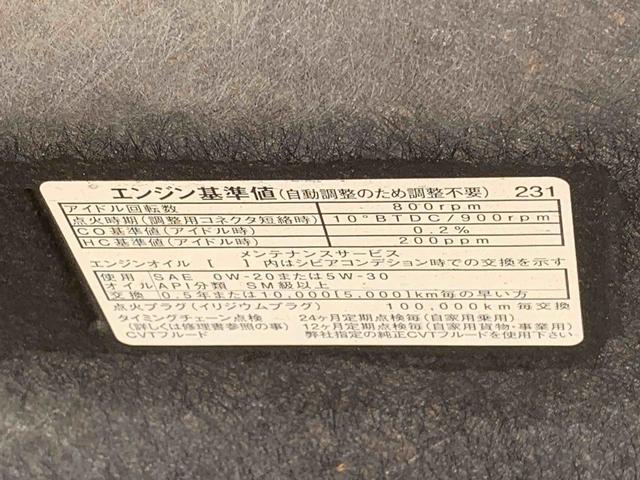 エンジン基準値(自動調整のため調整不要) 231
アイドル回転数 800rpm
点火時期(調整用コネクタ短絡時) 10°BTDC/900rpm
CO基準値(アイドル時) 0.2%
HC基準値(アイドル時) 200ppm
メンテナンスサービス
エンジンオイル [ ]内はシビアコンデション時での交換を示す
使用 SAE 0W-20または5W-30
オイルAPI分類 SM級以上
交換 0.5年または10,000[5,000]km毎の早い方
点火プラグ(イリジウムプラグ) 100,000km毎交換
タイミングチェーン点検 24ヶ月定期点検毎(自家用乗用)
(詳しくは修理書参照の事) 12ヶ月定期点検毎(自家用貨物・事業用)
CVTフルード 弊社指定の純正CVTフルードを使用下さい